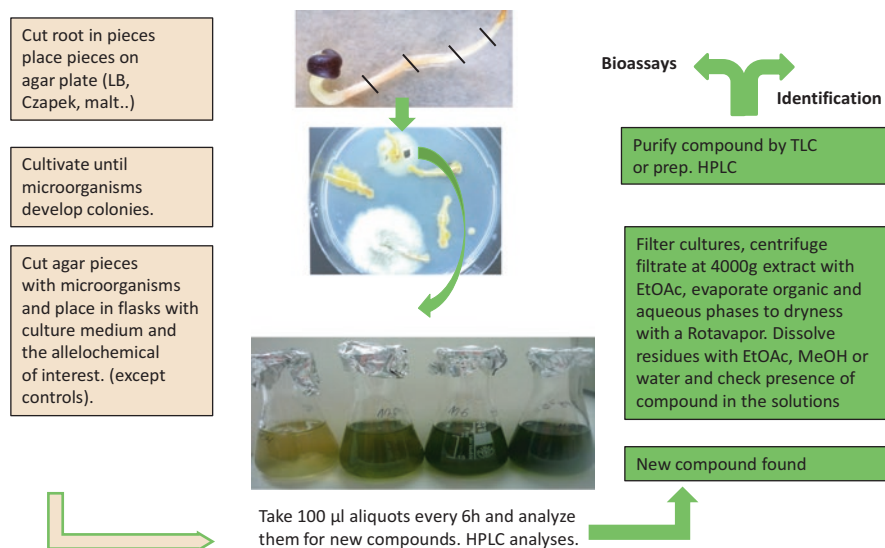 Cut root in pieces
place pieces on
agar plate (LB,
Czapek, malt..)
Cultivate until
microorganisms
develop colonies.
Cut agar pieces
with microorganisms
and place in flasks with
culture medium and
the allelochemical
of interest. (except
controls).
Take 100 µl aliquots every 6h and analyze
them for new compounds. HPLC analyses.
New compound found
Filter cultures, centrifuge
filtrate at 4000g extract with
EtOAc, evaporate organic and
aqueous phases to dryness
with a Rotavapor. Dissolve
residues with EtOAc, MeOH or
water and check presence of
compound in the solutions
Purify compound by TLC
or prep. HPLC
Bioassays
Identification